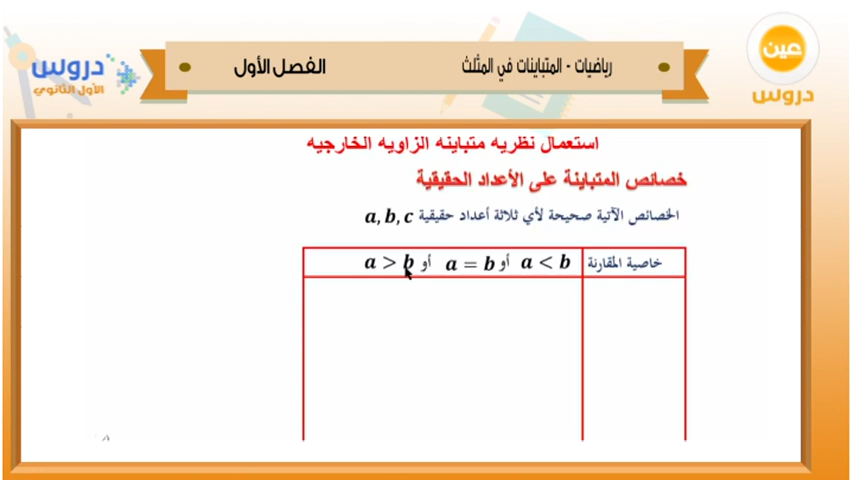 عين
دروس
رياضيات - المتباينات في المثلث
الفصل الأول
دروس
الأول الثانوي
استعمال نظريه متباينه الزاويه الخارجيه
خصائص المتباينة على الأعداد الحقيقية
الخصائص الآتية صحيحة لأي ثلاثة أعداد حقيقية a, b, c
خاصية المقارنة
a < b أو a = b أو a > b